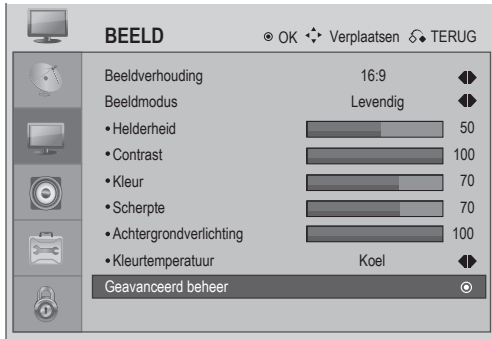 BEELD OK Verplaatsen TERUG
Beeldverhouding 16:9
Beeldmodus Levendig
• Helderheid 50
• Contrast 100
• Kleur 70
• Scherpte 70
• Achtergrondverlichting 100
• Kleurtemperatuur Koel
Geavanceerd beheer